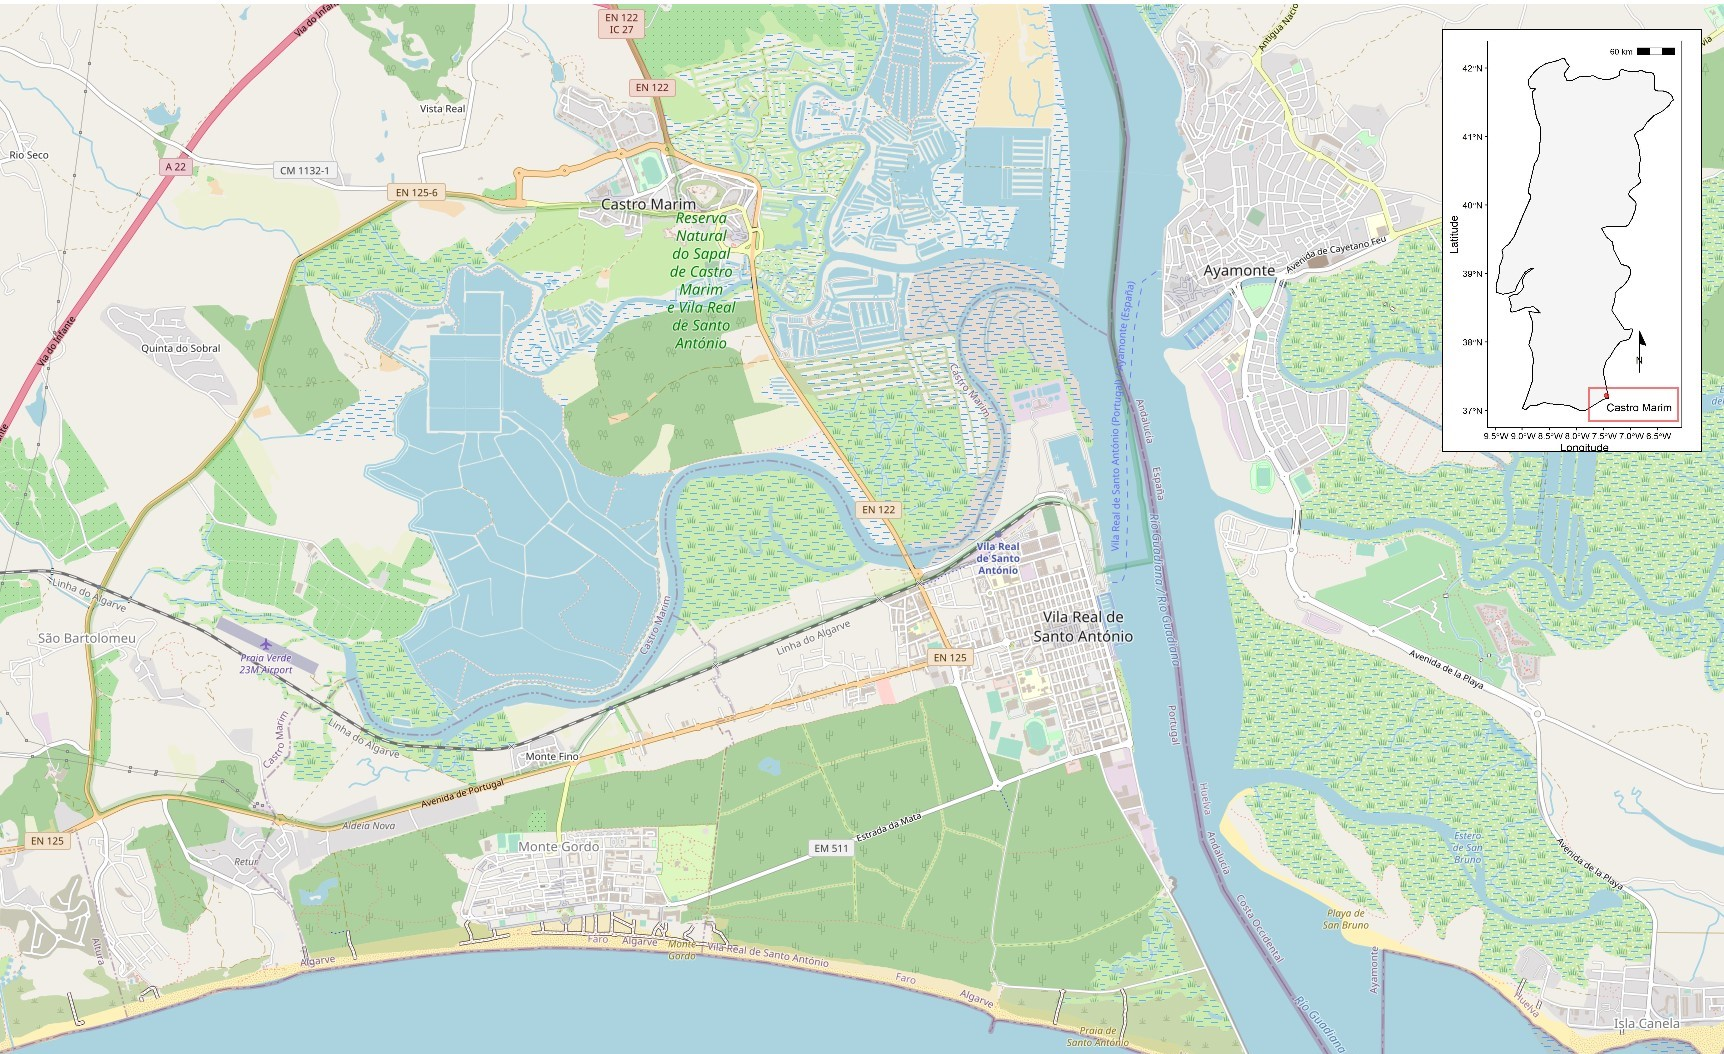 Via do Infante
EN 122
IC 27
Antigua Nacio
EN 122
Vista Real
Rio Seco
A 22
CM 1132-1
EN 125-6
Castro Marim
Reserva
Natural
do Sapal
de Castro
Marim
e Vila Real
de Santo
António
Avenida de Cayetano Feu
Ayamonte
60 km
42°N
41°N
40°N
39°N
38°N
37°N
Latitude
N
Castro Marim
9.5°W 9.0°W 8.5°W 8.0°W 7.5°W 7.0°W 6.5°W
Longitude
Via do Infante
Quinta do Sobral
Castro Marim
Vila Real de Santo António (Portugal) - Ayamonte (España)
Andalucía
España
EN 122
Vila Real
de Santo
António
Río Guadiana / Rio Guadiana
Linha do Algarve
São Bartolomeu
Praia Verde
23M Airport
Castro Marim
Linha do Algarve
Vila Real de
Santo António
EN 125
Avenida de la Playa
Portugal
Castro Marim
Linha do Algarve
Monte Fino
Avenida de Portugal
Huelva
Andalucía
Aldeia Nova
EN 125
Estrada da Mata
EM 511
Monte Gordo
Retur
Estero
de San
Bruno
Avenida de la Playa
Costa Occidental
Playa de
San Bruno
Altura
Algarve
Faro
Algarve
Monte
Gordo
Vila Real de Santo António
Faro
Algarve
Ayamonte
Río Guadiana
Huelva
Isla Canela
Praia de
Santo António